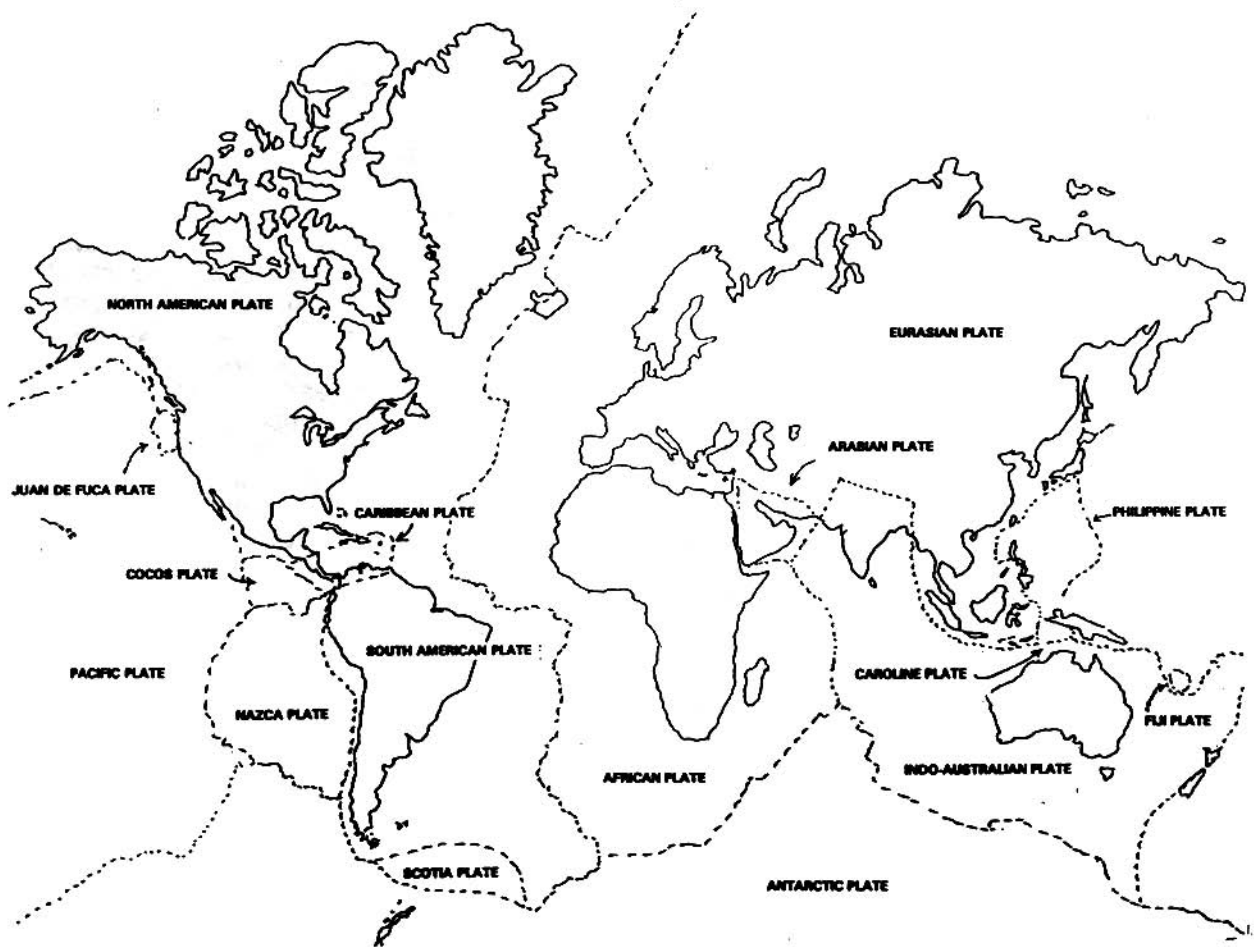 NORTH AMERICAN PLATE
EURASIAN PLATE
ARABIAN PLATE
JUAN DE FUCA PLATE
CARIBBEAN PLATE
PHILIPPINE PLATE
COCOS PLATE
SOUTH AMERICAN PLATE
PACIFIC PLATE
CAROLINE PLATE
NAZCA PLATE
FIJI PLATE
AFRICAN PLATE
INDO-AUSTRALIAN PLATE
SCOTIA PLATE
ANTARCTIC PLATE